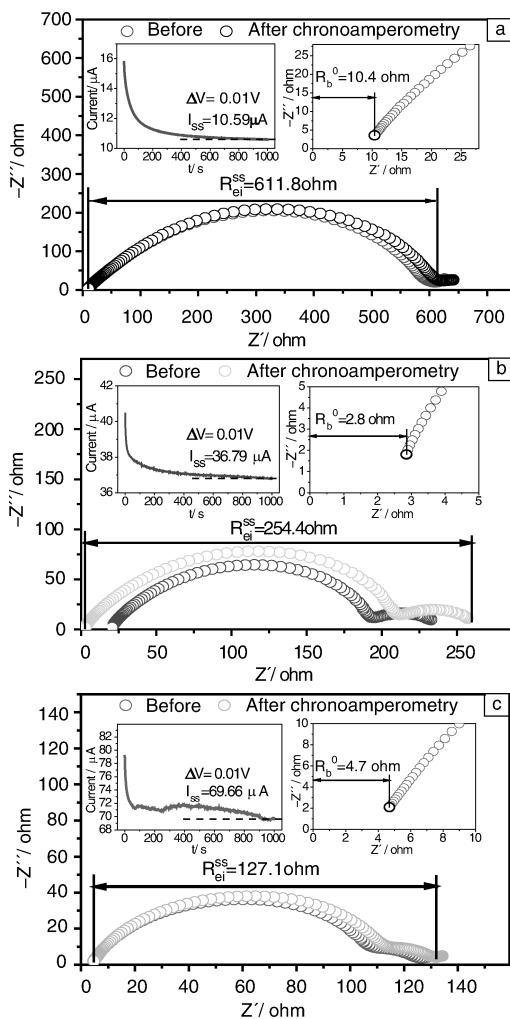 Before After chronoamperometry a
700
600
500
400
300
200
100
0
–Z´´/ ohm
16
14
12
10
Current/ μA
ΔV= 0.01V
Iss=10.59μA
0 200 400 600 800 1000
t/ s
25
20
15
10
5
0
–Z´´/ ohm
Rb0=10.4 ohm
0 5 10 15 20 25
Z´/ ohm
Reiss=611.8ohm
0 100 200 300 400 500 600 700
Z´/ ohm
Before After chronoamperometry b
250
200
150
100
50
0
–Z´´/ ohm
42
40
38
36
Current / μ A
ΔV= 0.01V
Iss=36.79 μA
0 200 400 600 800 1000
t/ s
5
4
3
2
1
0
–Z´´/ ohm
Rb0=2.8 ohm
0 1 2 3 4 5
Z´/ ohm
Reiss=254.4ohm
0 50 100 150 200 250
Z´/ ohm
Before After chronoamperometry c
150
120
100
80
60
40
20
0
–Z´´/ ohm
84
82
80
78
76
74
72
70
68
Current / μ A
ΔV= 0.01V
Iss=69.66 μ A
0 200 400 600 800 1000
t/ s
10
8
6
4
2
0
–Z´´/ ohm
Rb0=4.7 ohm
0 2 4 6 8 10
Z´/ ohm
Reiss=127.1ohm
0 20 40 60 80 100 120 140
Z´/ ohm